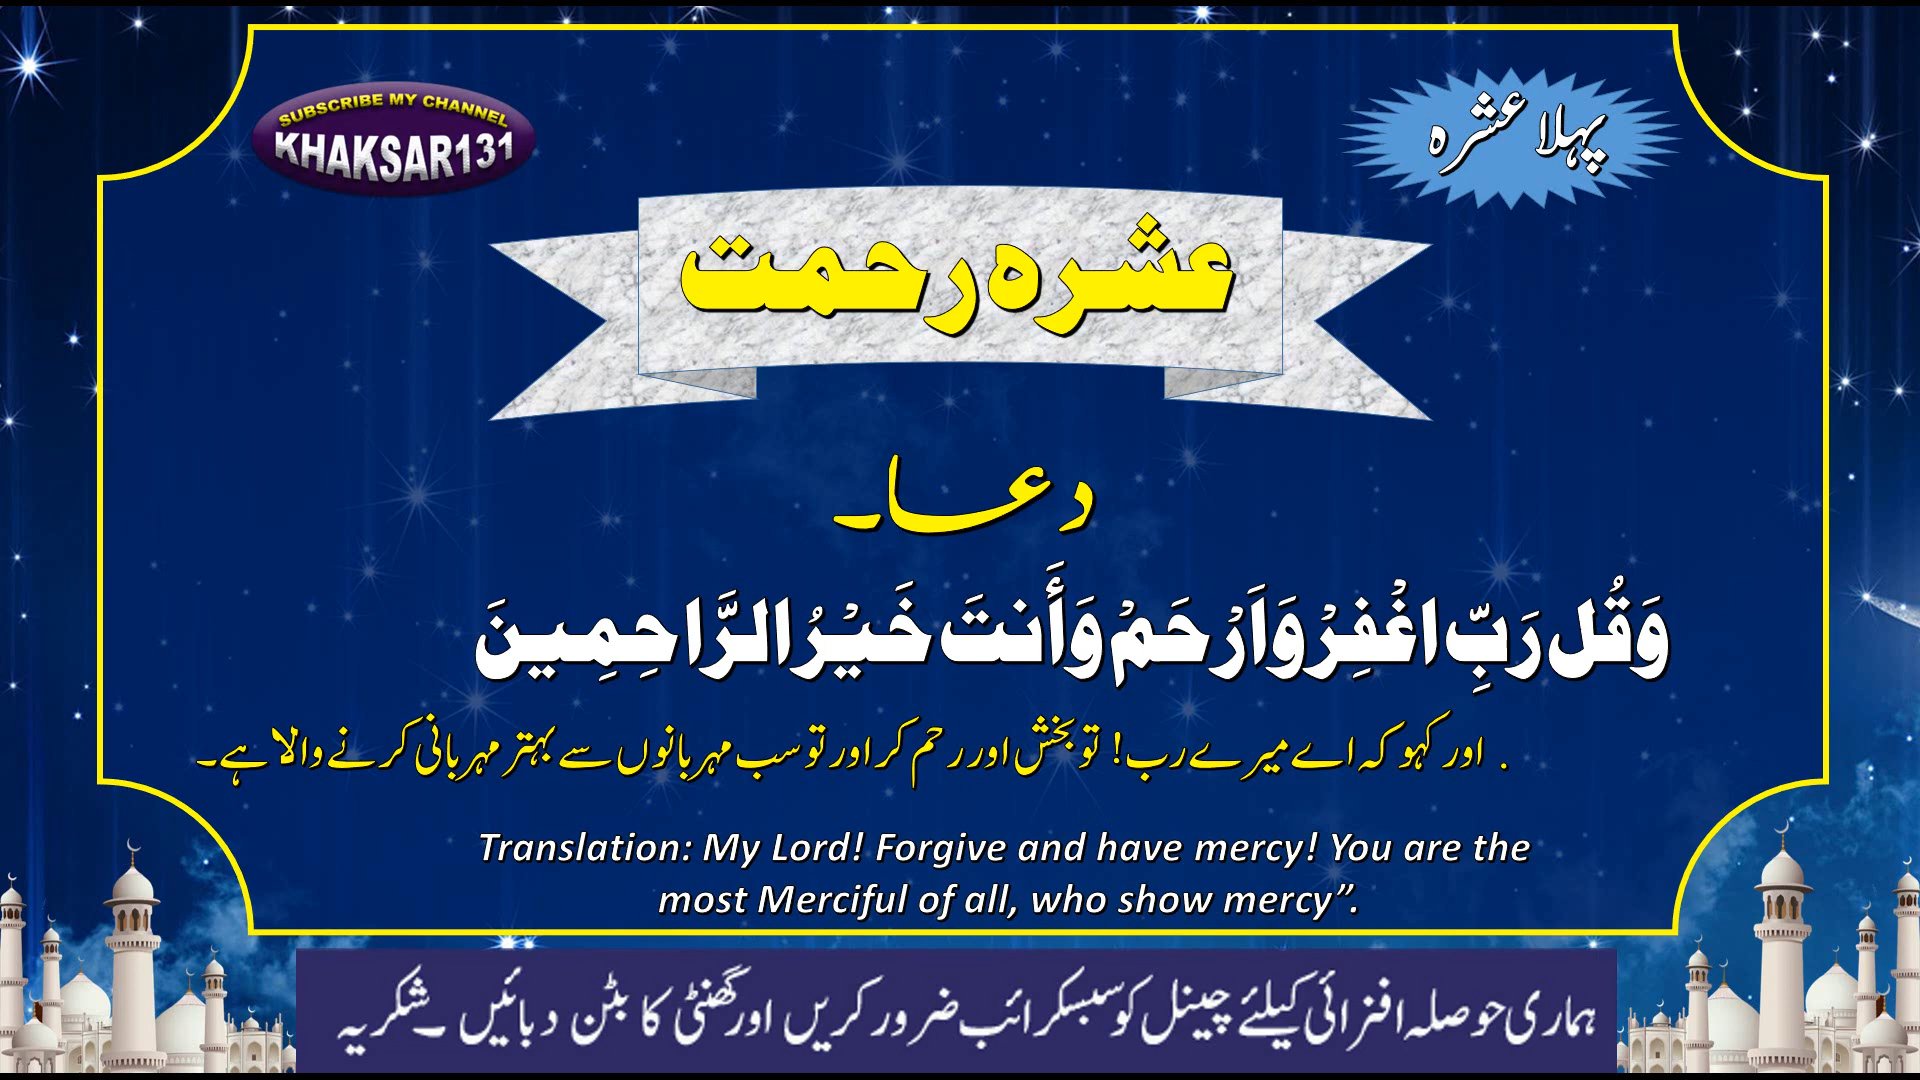 SUBSCRIBE MY CHANNEL
KHAKSAR131
پہلا عشرہ
عشرہ رحمت
دعا۔
وَقُل رَبِّ اغْفِرْ وَاَرْحَمْ وَأَنتَ خَيْرُ الرَّاحِمِينَ
. اور کہو کہ اے میرے رب! تو بخش اور رحم کر اور تو سب مہربانوں سے بہتر مہربانی کرنے والا ہے۔
Translation: My Lord! Forgive and have mercy! You are the
most Merciful of all, who show mercy”.
ہماری حوصلہ افزائی کیلئے چینل کو سبسکرائب ضرور کریں اور گھنٹی کا بٹن دبائیں ۔ شکریہ